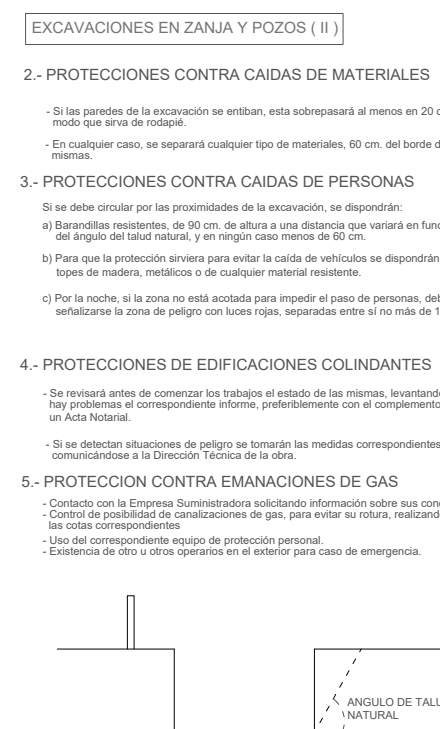 EXCAVACIONES EN ZANJA Y POZOS ( II )
2.- PROTECCIONES CONTRA CAIDAS DE MATERIALES
- Si las paredes de la excavación se entiban, esta sobrepasará al menos en 20
modo que sirva de rodapié.
- En cualquier caso, se separará cualquier tipo de materiales, 60 cm. del borde
mismas.
3.- PROTECCIONES CONTRA CAIDAS DE PERSONAS
Si se debe circular por las proximidades de la excavación, se dispondrán:
a) Barandillas resistentes, de 90 cm. de altura a una distancia que variará en
del ángulo del talud natural, y en ningún caso menos de 60 cm.
b) Para que la protección sirviera para evitar la caída de vehículos se dispondrán
topes de madera, metálicos o de cualquier material resistente.
c) Por la noche, si la zona no está acotada para impedir el paso de personas,
señalizarse la zona de peligro con luces rojas, separadas entre sí no más de
4.- PROTECCIONES DE EDIFICACIONES COLINDANTES
- Se revisará antes de comenzar los trabajos el estado de las mismas,
hay problemas el correspondiente informe, preferiblemente con el complemento
un Acta Notarial.
- Si se detectan situaciones de peligro se tomarán las medidas correspondientes
comunicándose a la Dirección Técnica de la obra.
5.- PROTECCION CONTRA EMANACIONES DE GAS
- Contacto con la Empresa Suministradora solicitando información sobre sus
- Control de posibilidad de canalizaciones de gas, para evitar su rotura,
las cotas correspondientes
- Uso del correspondiente equipo de protección personal.
- Existencia de otro u otros operarios en el exterior para caso de emergencia.
ANGULO DE
NATURAL